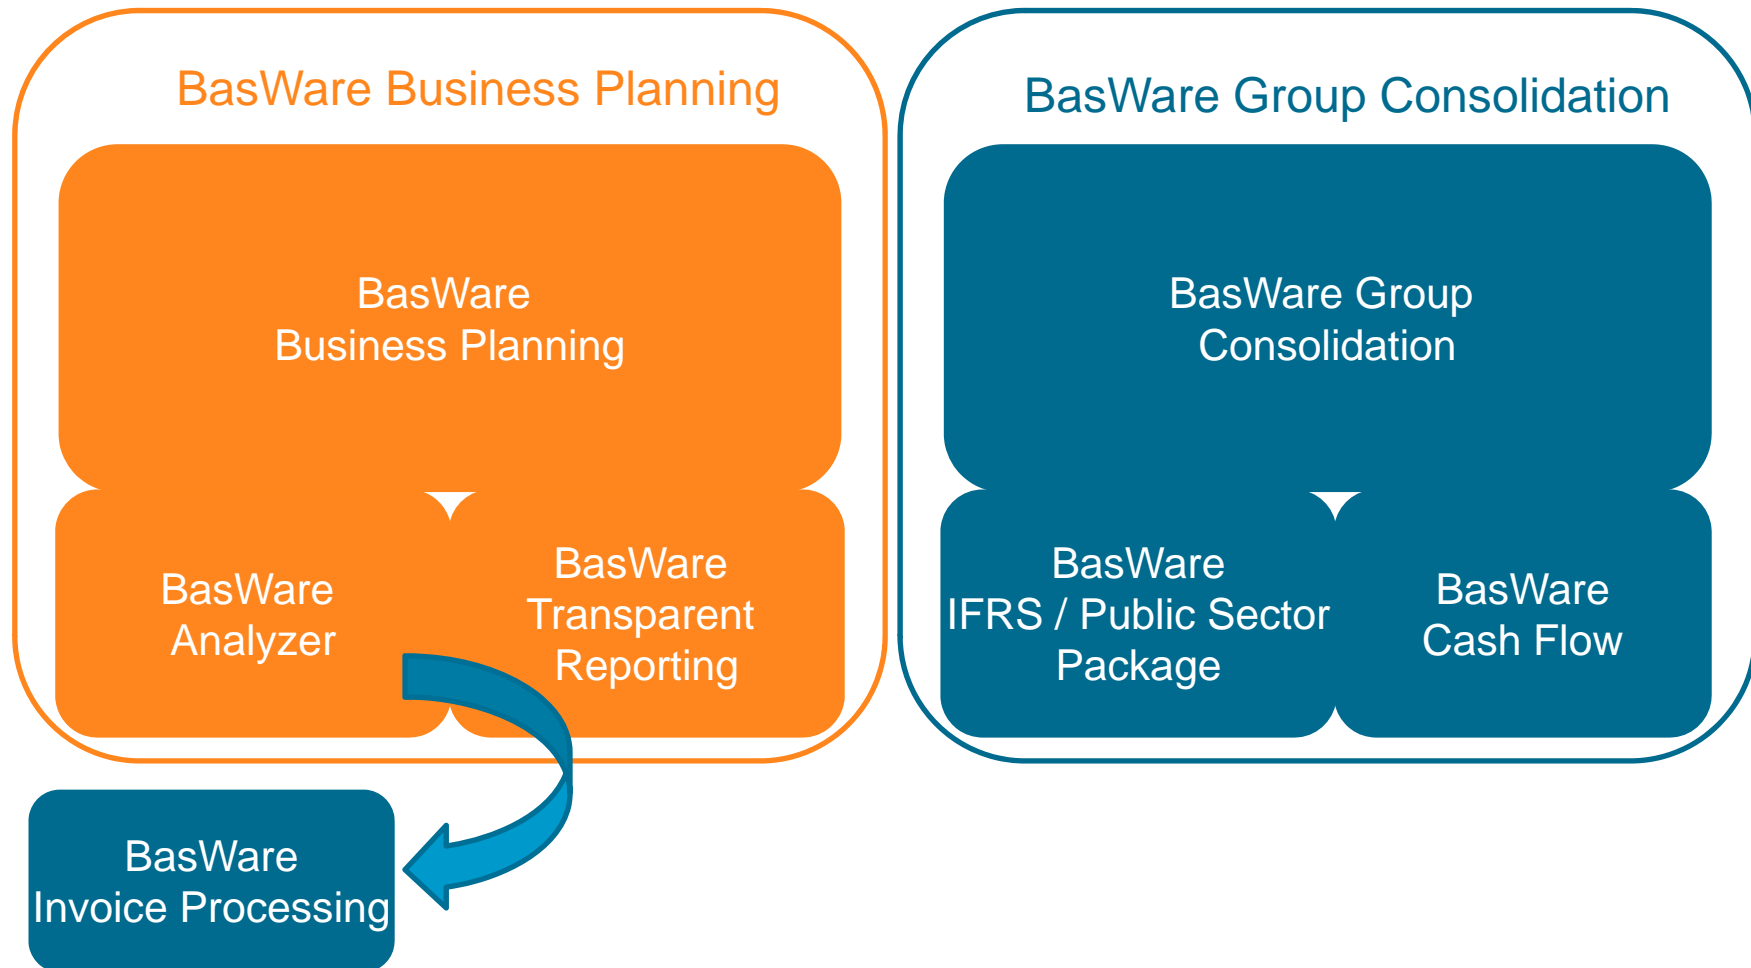 BasWare Business Planning
BasWare
Business Planning
BasWare
Analyzer
BasWare
Transparent
Reporting
BasWare Group Consolidation
BasWare Group
Consolidation
BasWare
IFRS / Public Sector
Package
BasWare
Cash Flow
BasWare
Invoice Processing